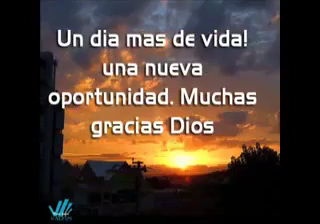 Un dia mas de vida!
una nueva
oportunidad. Muchas
gracias Dios